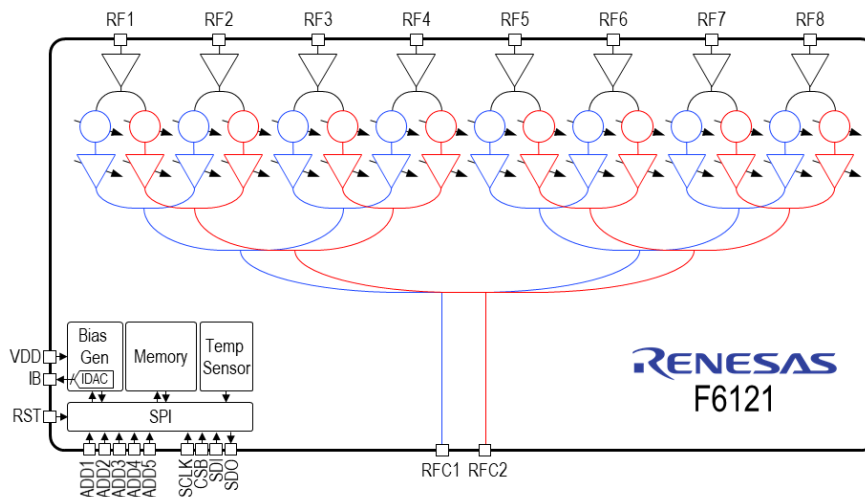 RF1 RF2 RF3 RF4 RF5 RF6 RF7 RF8
Bias
Gen
IDAC
Memory
Temp
Sensor
VDD
IB
RST
SPI
RENESAS
F6121
ADD1
ADD2
ADD3
ADD4
ADD5
SCLK
CSB
SDI
SDO
RFC1 RFC2